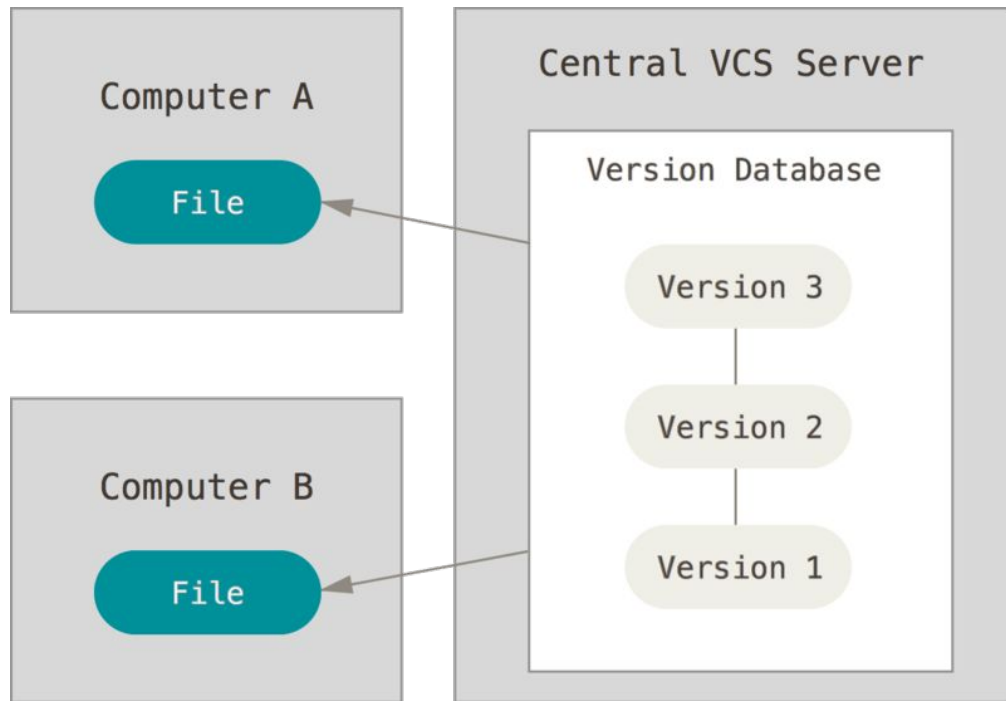 Computer A
File
Computer B
File
Central VCS Server
Version Database
Version 3
Version 2
Version 1